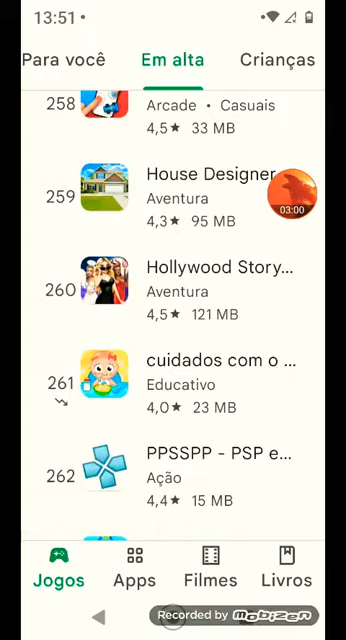 13:51
Para você
Em alta
Crianças
258
Arcade • Casuais
4,5★ 33 MB
259
House Designer
Aventura
4,3★ 95 MB
03:00
260
Hollywood Story...
Aventura
4,5★ 121 MB
261
cuidados com o ...
Educativo
4,0★ 23 MB
262
PPSSPP - PSP e...
Ação
4,4★ 15 MB
Jogos
Apps
Filmes
Livros
Recorded by mobizen